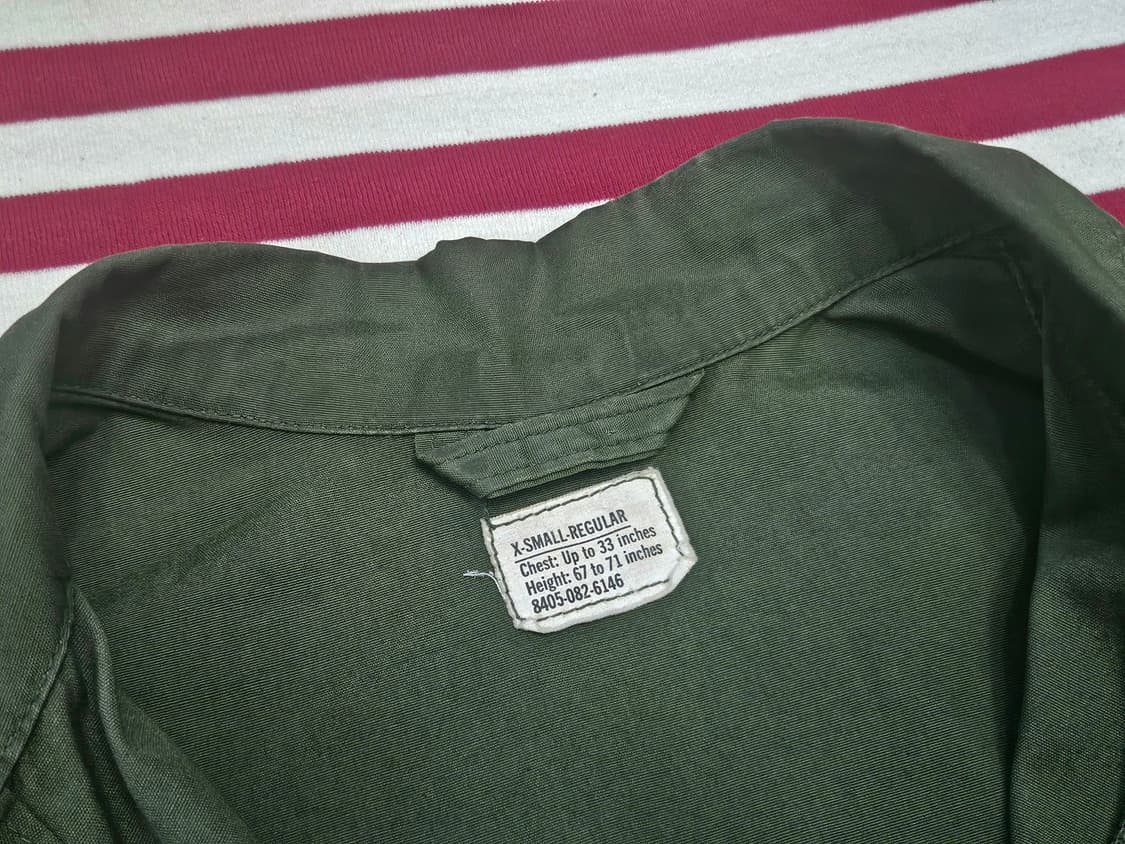 X-SMALL-REGULAR
Chest: Up to 33 inches
Height: 67 to 71 inches
8405-082-6146